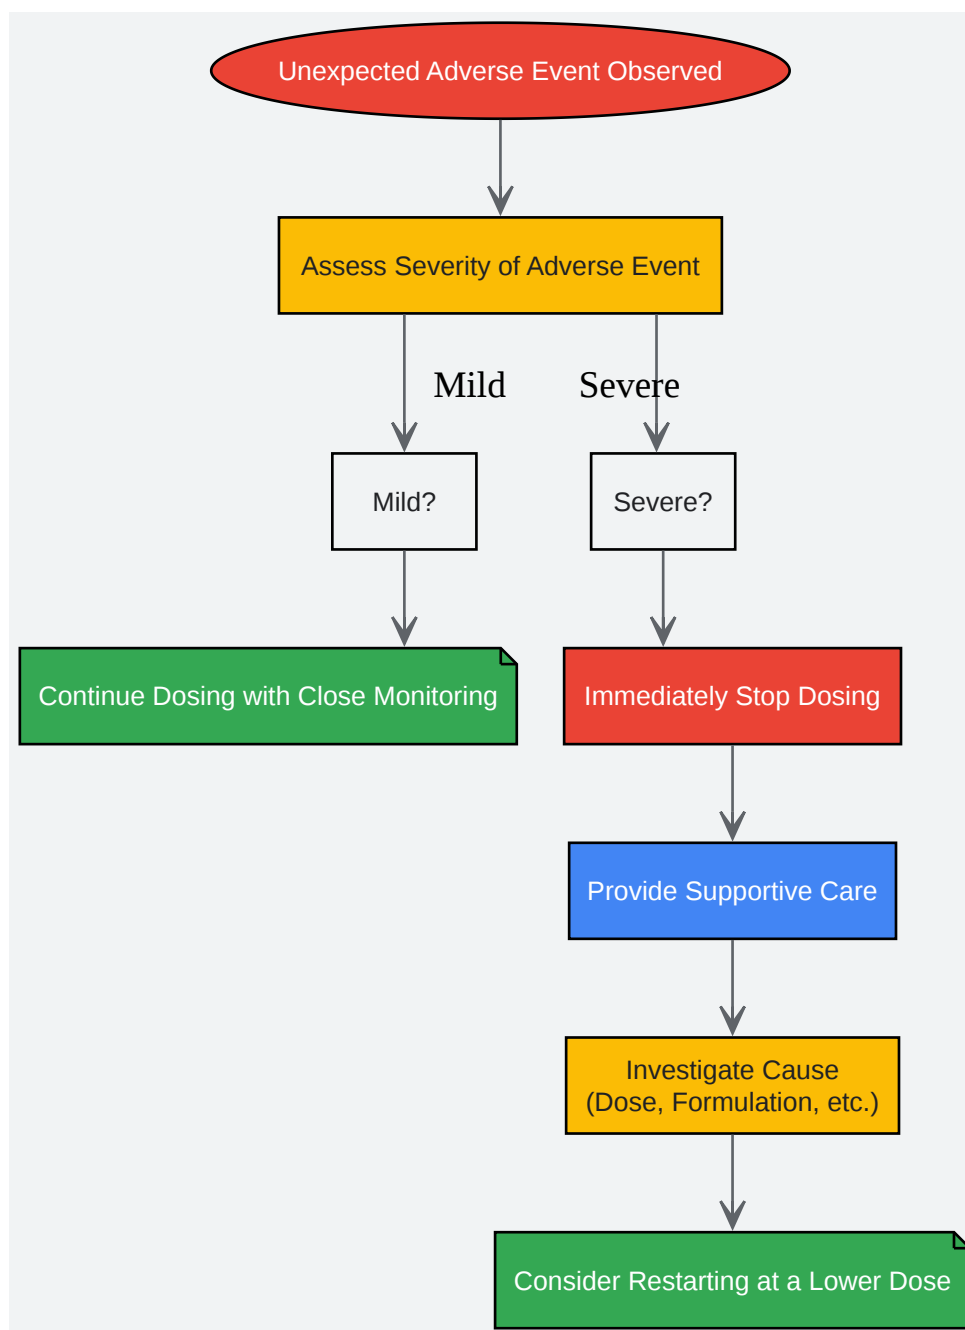 Unexpected Adverse Event Observed
Assess Severity of Adverse Event
Mild
Severe
Mild?
Severe?
Continue Dosing with Close Monitoring
Immediately Stop Dosing
Provide Supportive Care
Investigate Cause
(Dose, Formulation, etc.)
Consider Restarting at a Lower Dose